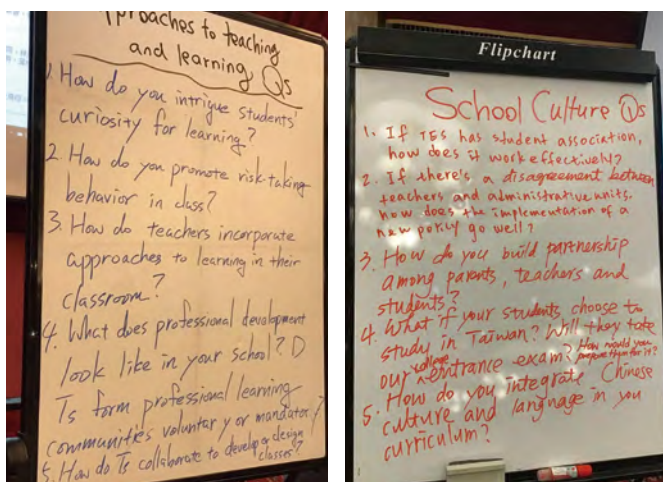 pproaches to teaching
and learning Qs
1. How do you intrigue students'
curiosity for learning?
2. How do you promote risk-taking
behavior in class?
3. How do teachers incorporate
approaches to learning in their
classroom?
4. What does professional development
look like in your school? D
Ts form professional learning
communities voluntary or mandatory?
5. How do Ts collaborate to develop or design
classes?
Flipchart
School Culture Qs
1. If TES has student association,
how does it work effectively?
2. If there's a disagreement between
teachers and administrative units,
how does the implementation of a
new policy go well?
3. How do you build partnership
among parents, teachers and
students?
4. What if your students choose to
study in Taiwan? Will they take
our college entrance exam? How would you
prepare them for it?
5. How do you integrate Chinese
culture and language in you
curriculum?